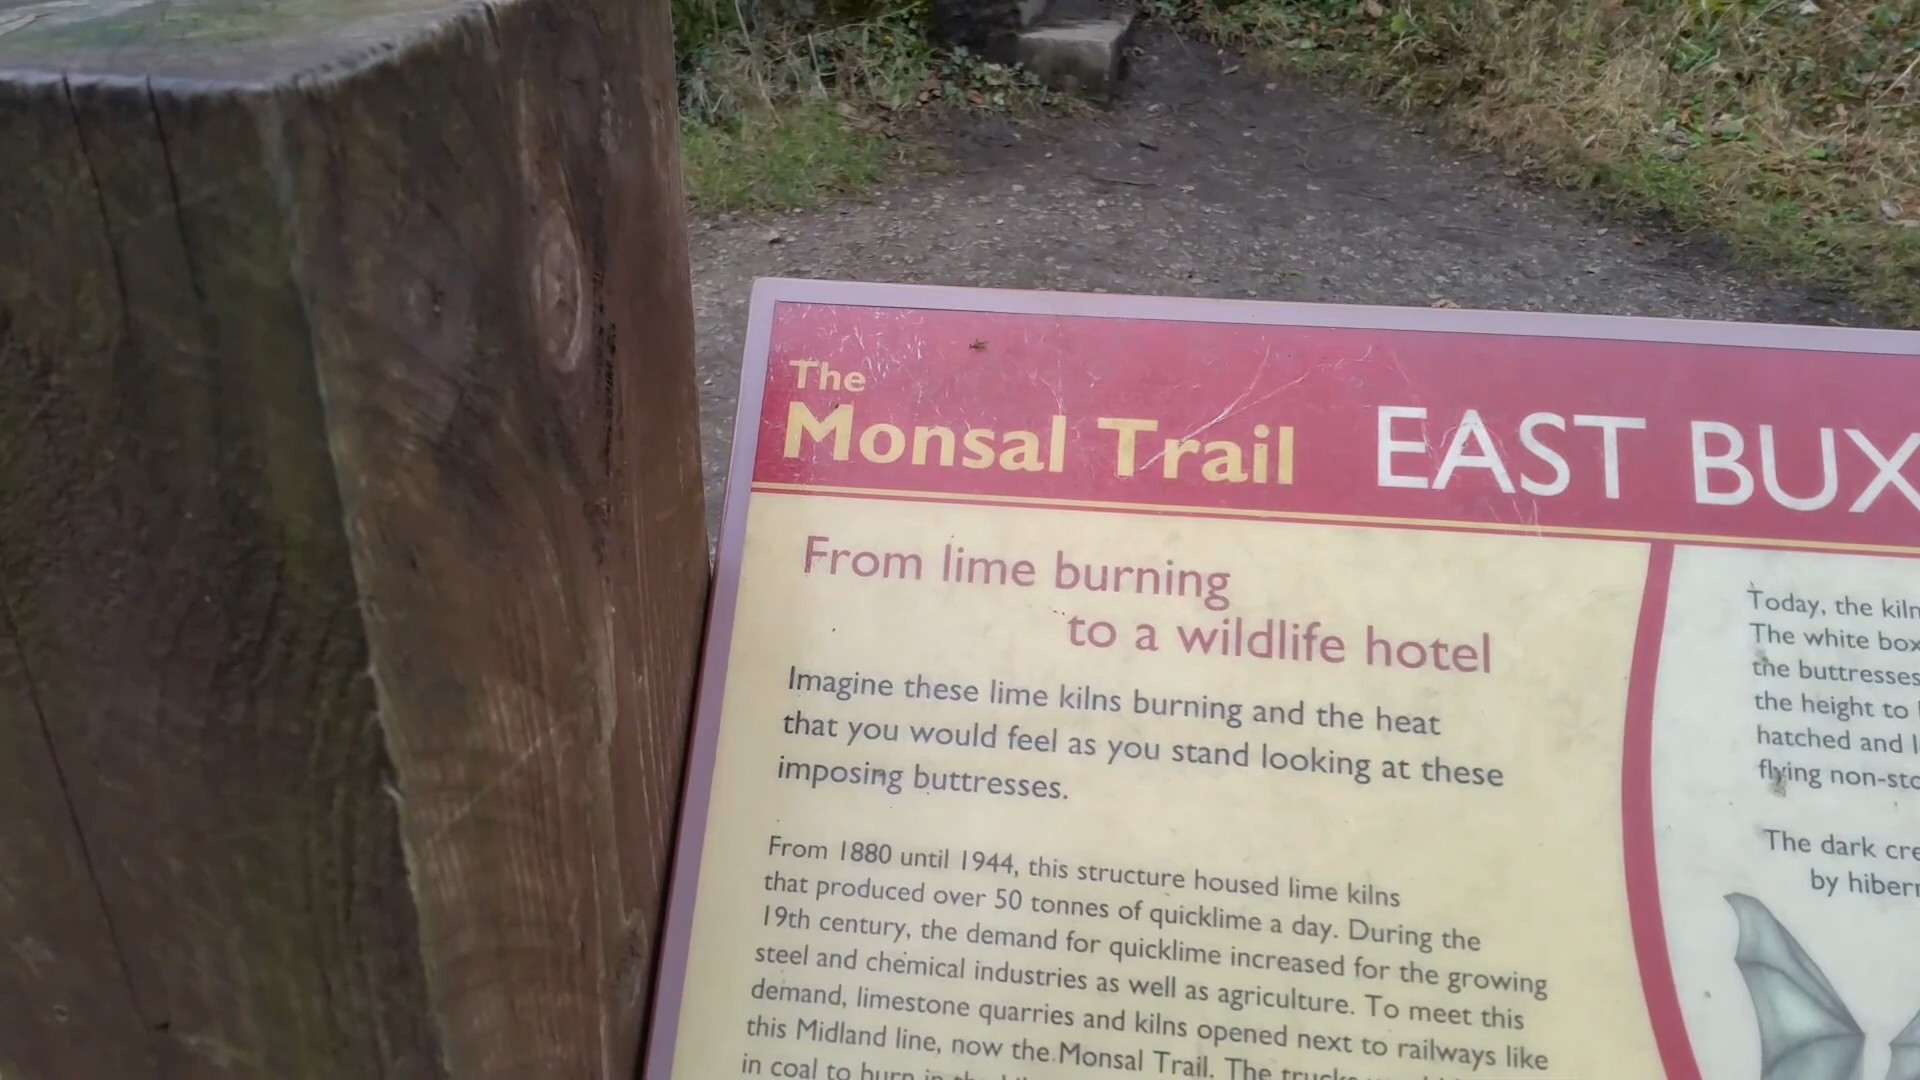 The
Monsal Trail
EAST BUX
From lime burning
to a wildlife hotel
Imagine these lime kilns burning and the heat
that you would feel as you stand looking at these
imposing buttresses.
From 1880 until 1944, this structure housed lime kilns
that produced over 50 tonnes of quicklime a day. During the
19th century, the demand for quicklime increased for the growing
steel and chemical industries as well as agriculture. To meet this
demand, limestone quarries and kilns opened next to railways like
this Midland line, now the Monsal Trail. The
in coal to burn in
Today, the kiln
The white box
the buttresses
the height to
hatched and
flying non-sto
The dark cre
by hibern